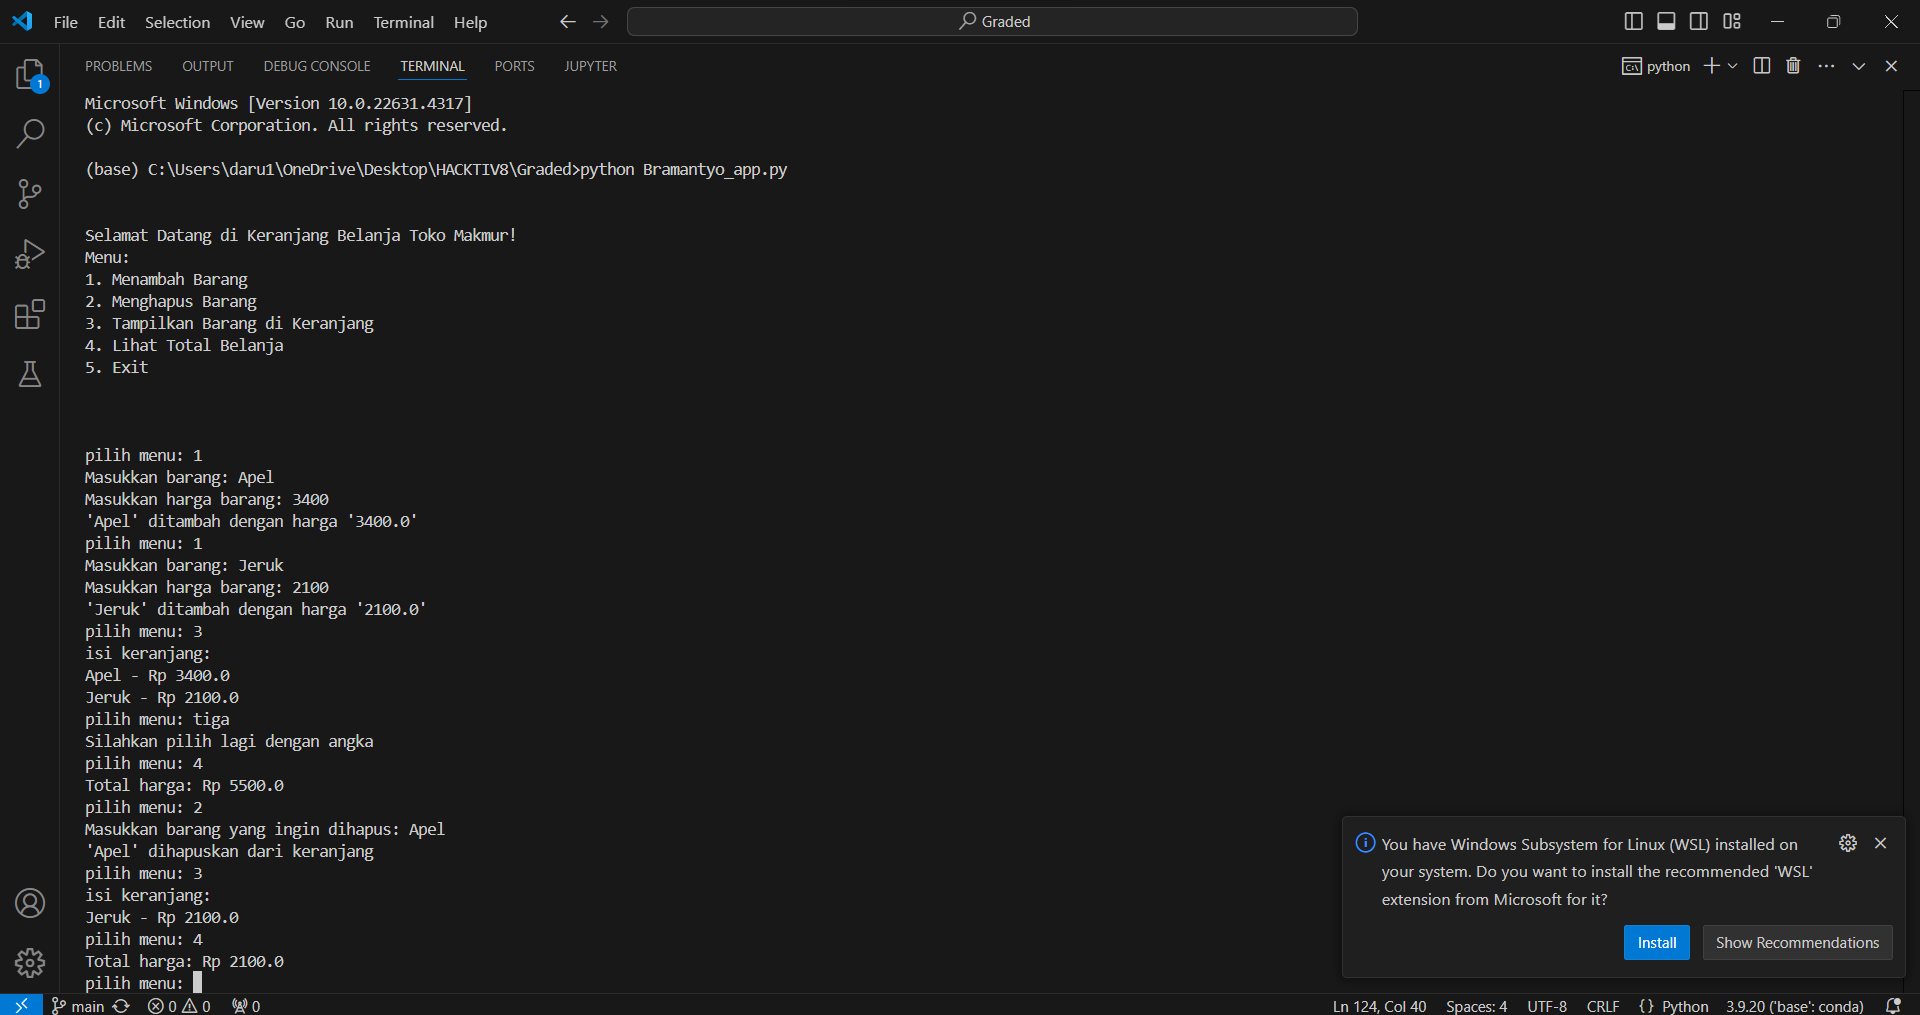 File Edit Selection View Go Run Terminal Help Graded
PROBLEMS OUTPUT DEBUG CONSOLE TERMINAL PORTS JUPYTER python
1
Microsoft Windows [Version 10.0.22631.4317]
(c) Microsoft Corporation. All rights reserved.
(base) C:\Users\daru1\OneDrive\Desktop\HACKTIV8\Graded>python Bramantyo_app.py
Selamat Datang di Keranjang Belanja Toko Makmur!
Menu:
1. Menambah Barang
2. Menghapus Barang
3. Tampilkan Barang di Keranjang
4. Lihat Total Belanja
5. Exit
pilih menu: 1
Masukkan barang: Apel
Masukkan harga barang: 3400
'Apel' ditambah dengan harga '3400.0'
pilih menu: 1
Masukkan barang: Jeruk
Masukkan harga barang: 2100
'Jeruk' ditambah dengan harga '2100.0'
pilih menu: 3
isi keranjang:
Apel - Rp 3400.0
Jeruk - Rp 2100.0
pilih menu: tiga
Silahkan pilih lagi dengan angka
pilih menu: 4
Total harga: Rp 5500.0
pilih menu: 2
Masukkan barang yang ingin dihapus: Apel
'Apel' dihapuskan dari keranjang
pilih menu: 3
isi keranjang:
Jeruk - Rp 2100.0
pilih menu: 4
Total harga: Rp 2100.0
pilih menu:
You have Windows Subsystem for Linux (WSL) installed on
your system. Do you want to install the recommended 'WSL'
extension from Microsoft for it?
Install Show Recommendations
main 0 0 0 Ln 124, Col 40 Spaces: 4 UTF-8 CRLF {} Python 3.9.20 ('base': conda)